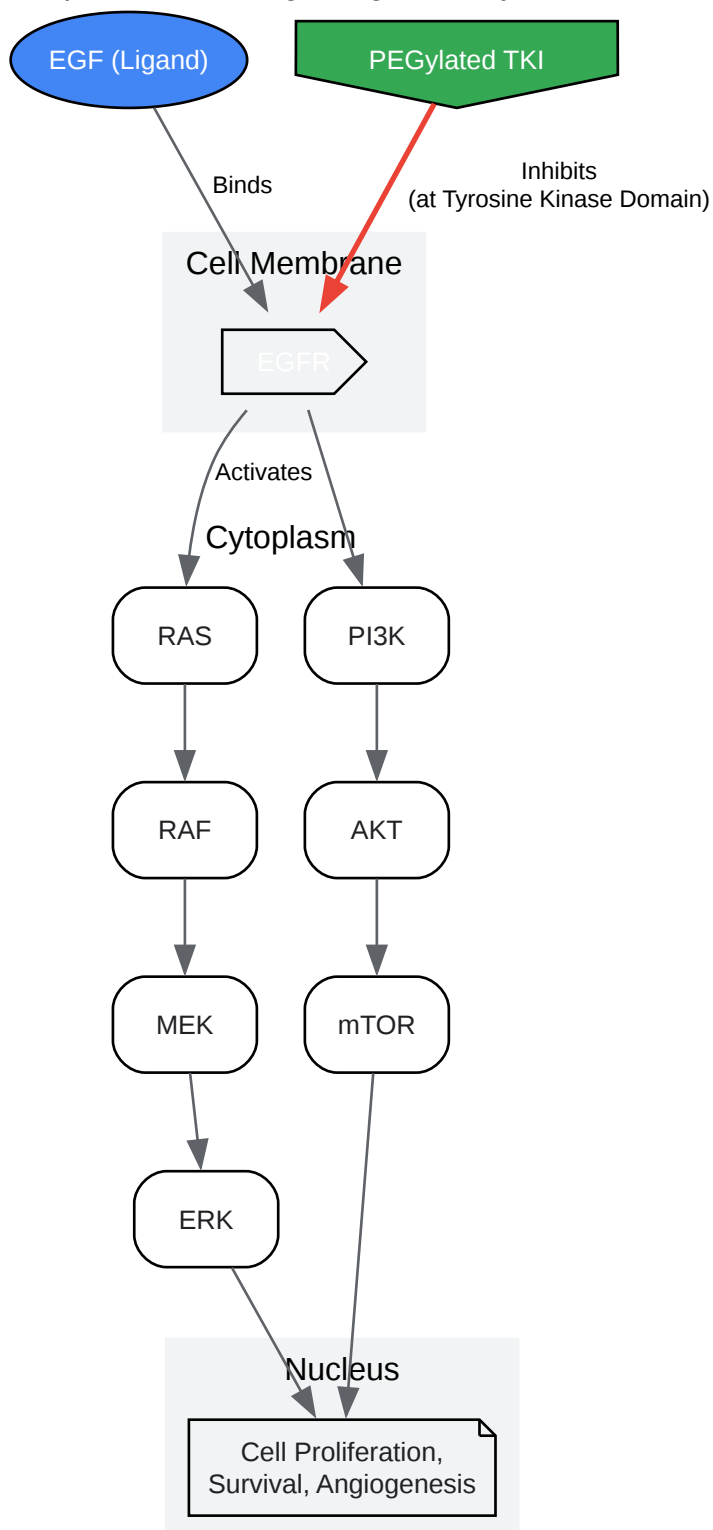 EGF (Ligand)
PEGylated TKI
Binds
Inhibits
(at Tyrosine Kinase Domain)
Cell Membrane
EGFR
Activates
Cytoplasm
RAS
PI3K
RAF
AKT
MEK
mTOR
ERK
Nucleus
Cell Proliferation,
Survival, Angiogenesis